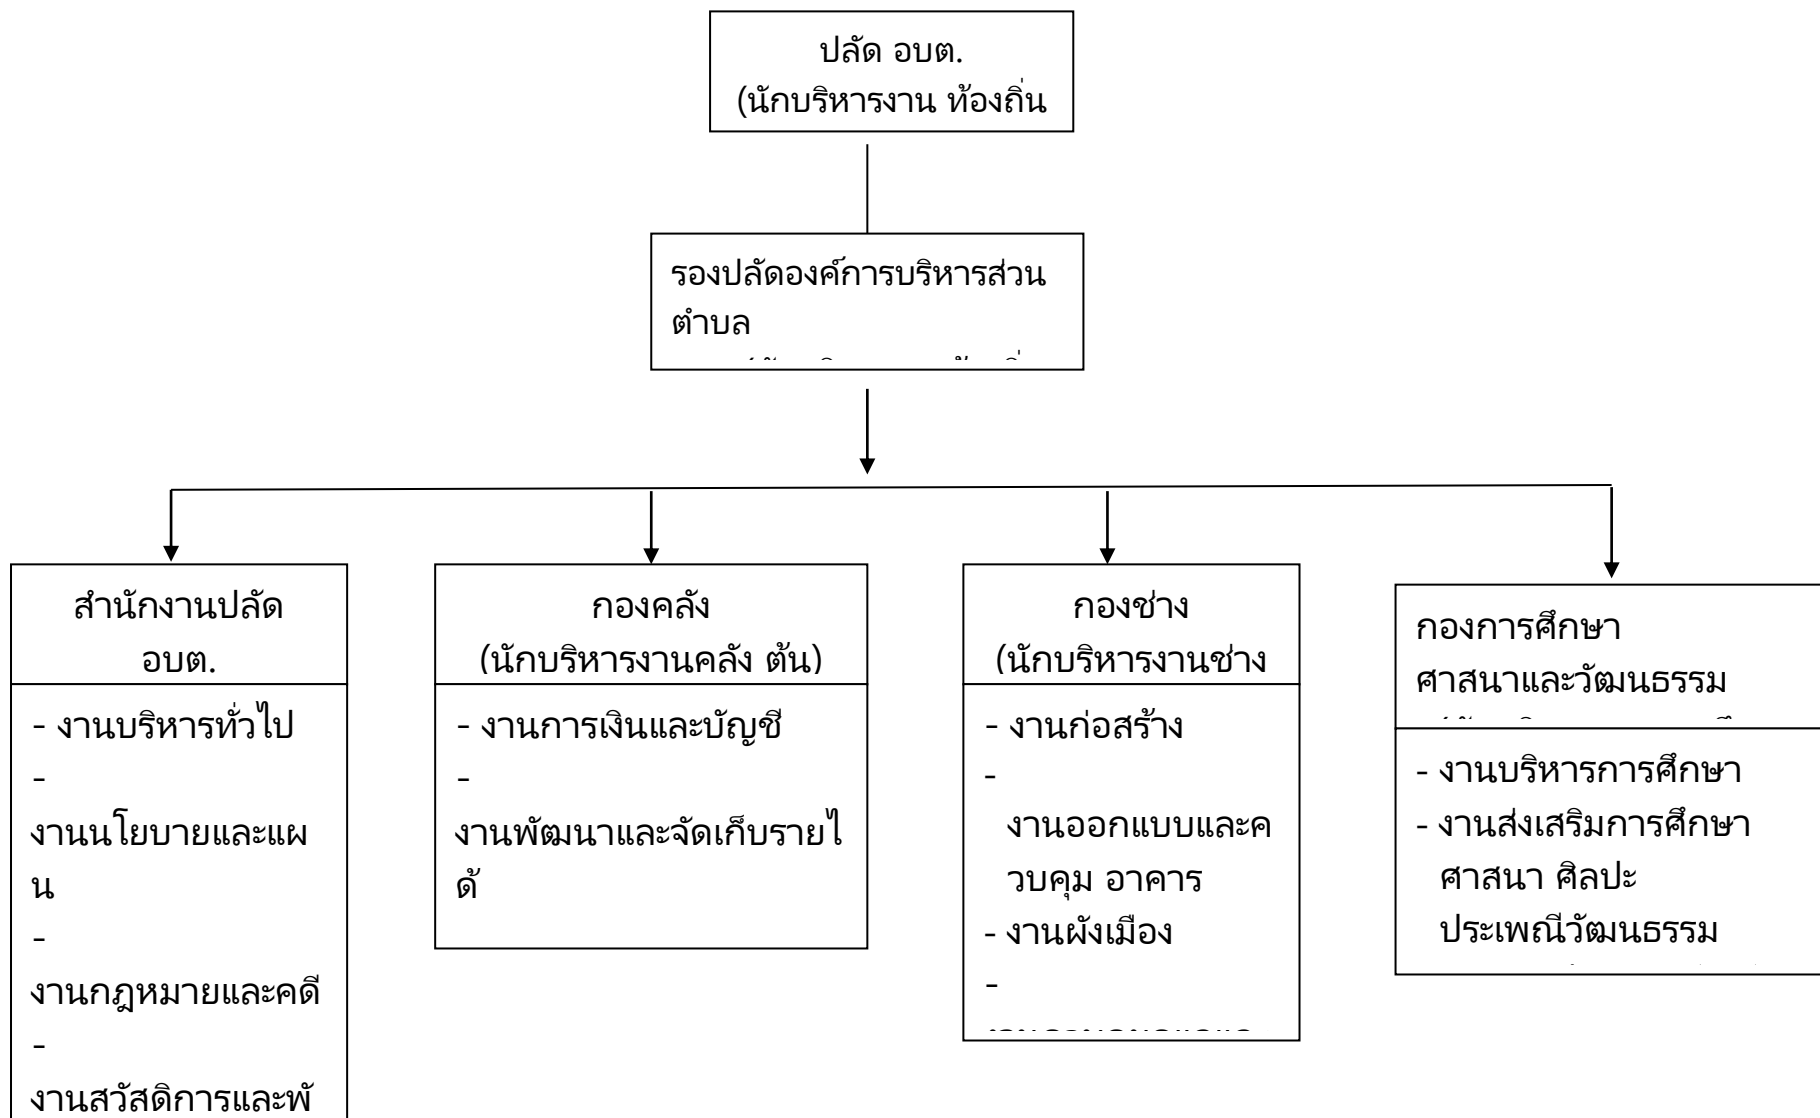 ปลัด อบต.
(นักบริหารงาน ท้องถิ่น
รองปลัดองค์การบริหารส่วน
ตำบล
สำนักงานปลัด
อบต.
- งานบริหารทั่วไป
-
งานนโยบายและแผ
น
-
งานกฎหมายและคดี
-
งานสวัสดิการและพั
กองคลัง
(นักบริหารงานคลัง ต้น)
- งานการเงินและบัญชี
-
งานพัฒนาและจัดเก็บรายไ
ด้
กองช่าง
(นักบริหารงานช่าง
- งานก่อสร้าง
-
งานออกแบบและค
วบคุม อาคาร
- งานผังเมือง
-
กองการศึกษา
ศาสนาและวัฒนธรรม
- งานบริหารการศึกษา
- งานส่งเสริมการศึกษา
ศาสนา ศิลปะ
ประเพณีวัฒนธรรม